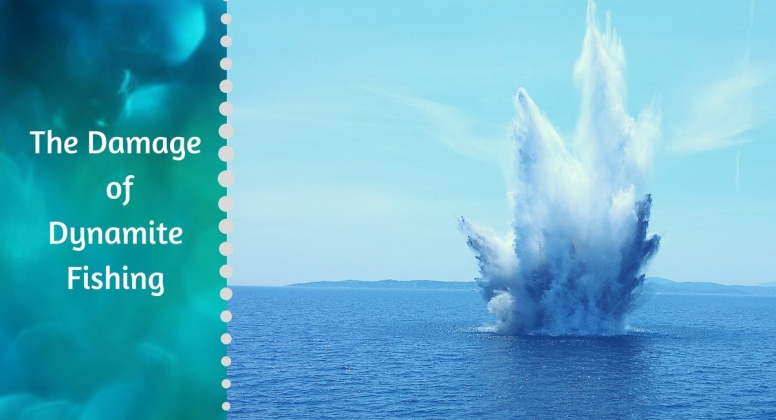 The Damage
of
Dynamite
Fishing